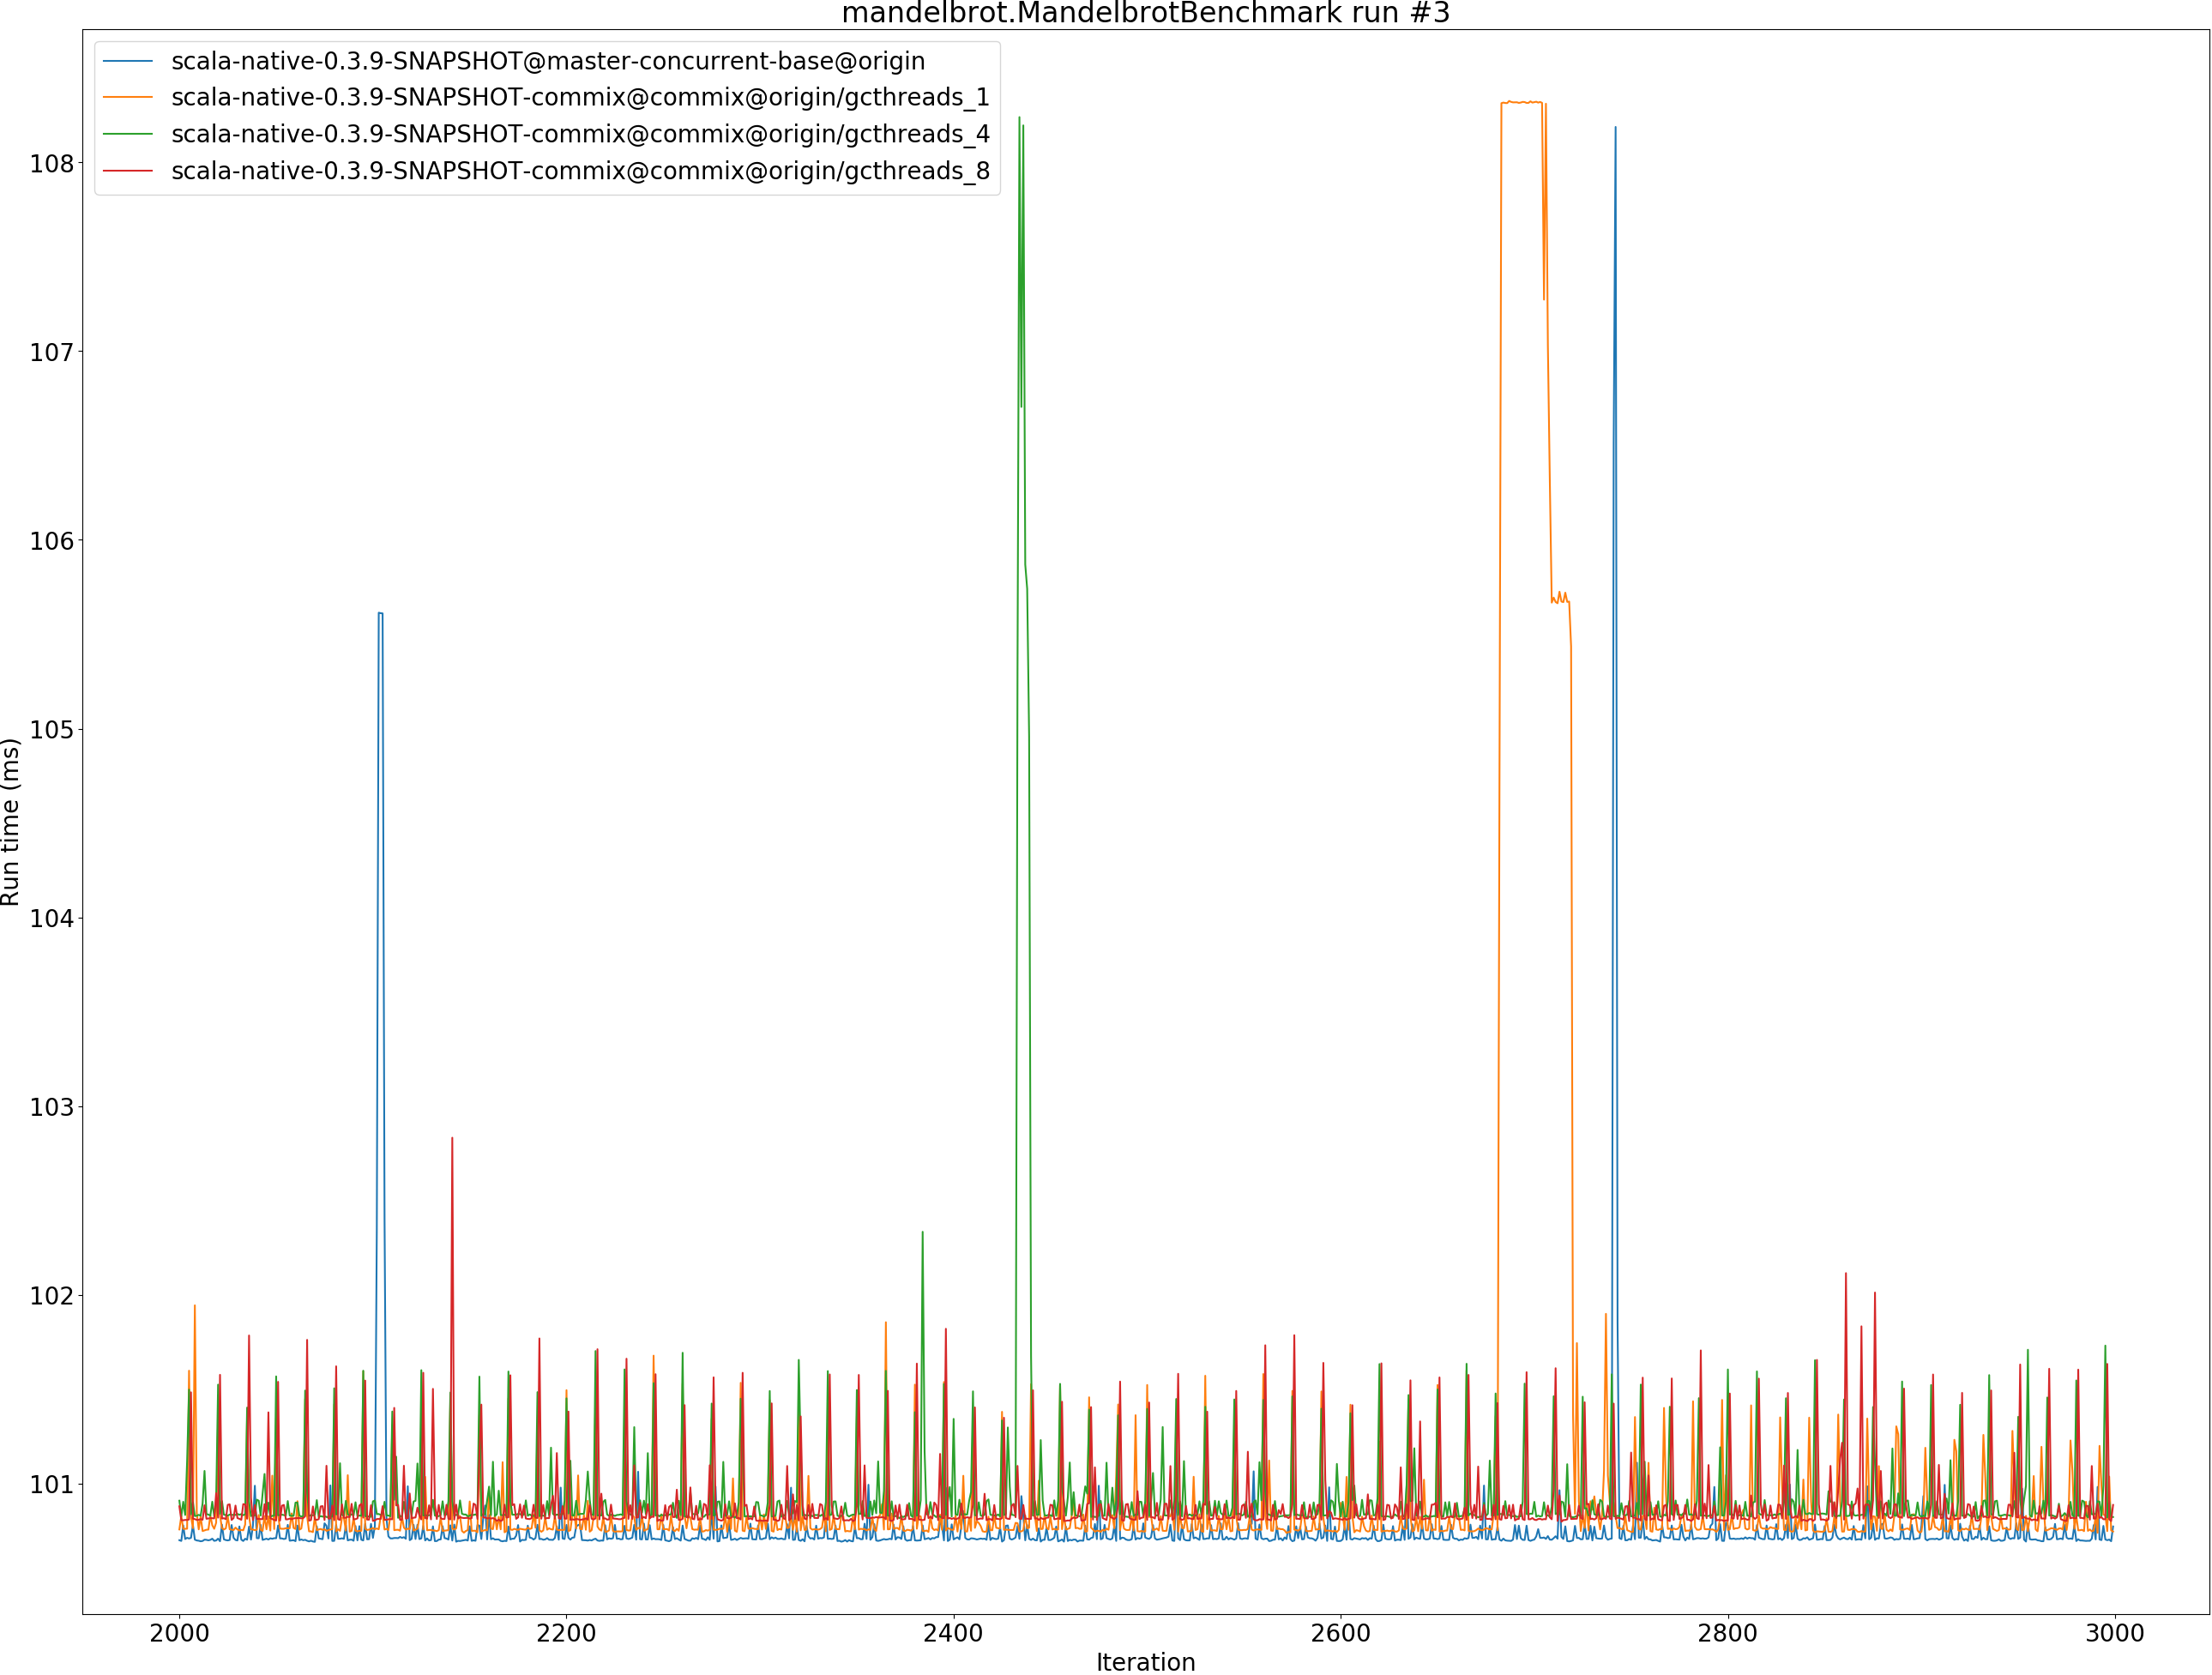 mandelbrot.MandelbrotBenchmark run #3
scala-native-0.3.9-SNAPSHOT@master-concurrent-base@origin
scala-native-0.3.9-SNAPSHOT-commix@commix@origin/gcthreads_1
scala-native-0.3.9-SNAPSHOT-commix@commix@origin/gcthreads_4
scala-native-0.3.9-SNAPSHOT-commix@commix@origin/gcthreads_8
108
107
106
105
104
103
102
101
Run time (ms)
2000 2200 2400 2600 2800 3000
Iteration